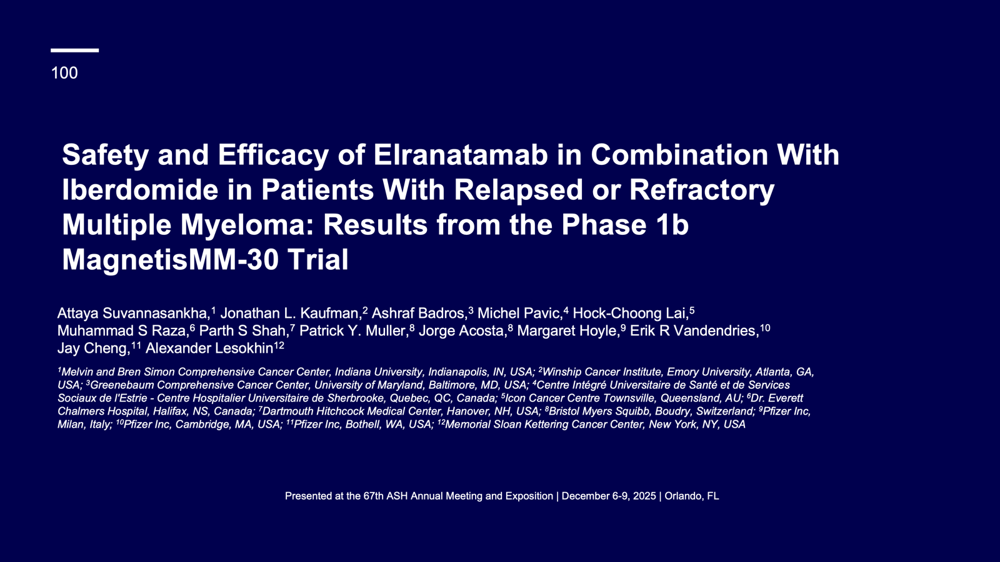 100
Safety and Efficacy of Elranatamab in Combination With
Iberdomide in Patients With Relapsed or Refractory
Multiple Myeloma: Results from the Phase 1b
MagnetisMM-30 Trial
Attaya Suvannasankha,¹ Jonathan L. Kaufman,² Ashraf Badros,³ Michel Pavic,⁴ Hock-Choong Lai,⁵
Muhammad S Raza,⁶ Parth S Shah,⁷ Patrick Y. Muller,⁸ Jorge Acosta,⁸ Margaret Hoyle,⁹ Erik R Vandendries,¹⁰
Jay Cheng,¹¹ Alexander Lesokhin¹²
¹Melvin and Bren Simon Comprehensive Cancer Center, Indiana University, Indianapolis, IN, USA; ²Winship Cancer Institute, Emory University, Atlanta, GA,
USA; ³Greenebaum Comprehensive Cancer Center, University of Maryland, Baltimore, MD, USA; ⁴Centre Intégré Universitaire de Santé et de Services
Sociaux de l'Estrie - Centre Hospitalier Universitaire de Sherbrooke, Quebec, QC, Canada; ⁵Icon Cancer Centre Townsville, Queensland, AU; ⁶Dr. Everett
Chalmers Hospital, Halifax, NS, Canada; ⁷Dartmouth Hitchcock Medical Center, Hanover, NH, USA; ⁸Bristol Myers Squibb, Boudry, Switzerland; ⁹Pfizer Inc,
Milan, Italy; ¹⁰Pfizer Inc, Cambridge, MA, USA; ¹¹Pfizer Inc, Bothell, WA, USA; ¹²Memorial Sloan Kettering Cancer Center, New York, NY, USA
Presented at the 67th ASH Annual Meeting and Exposition | December 6-9, 2025 | Orlando, FL